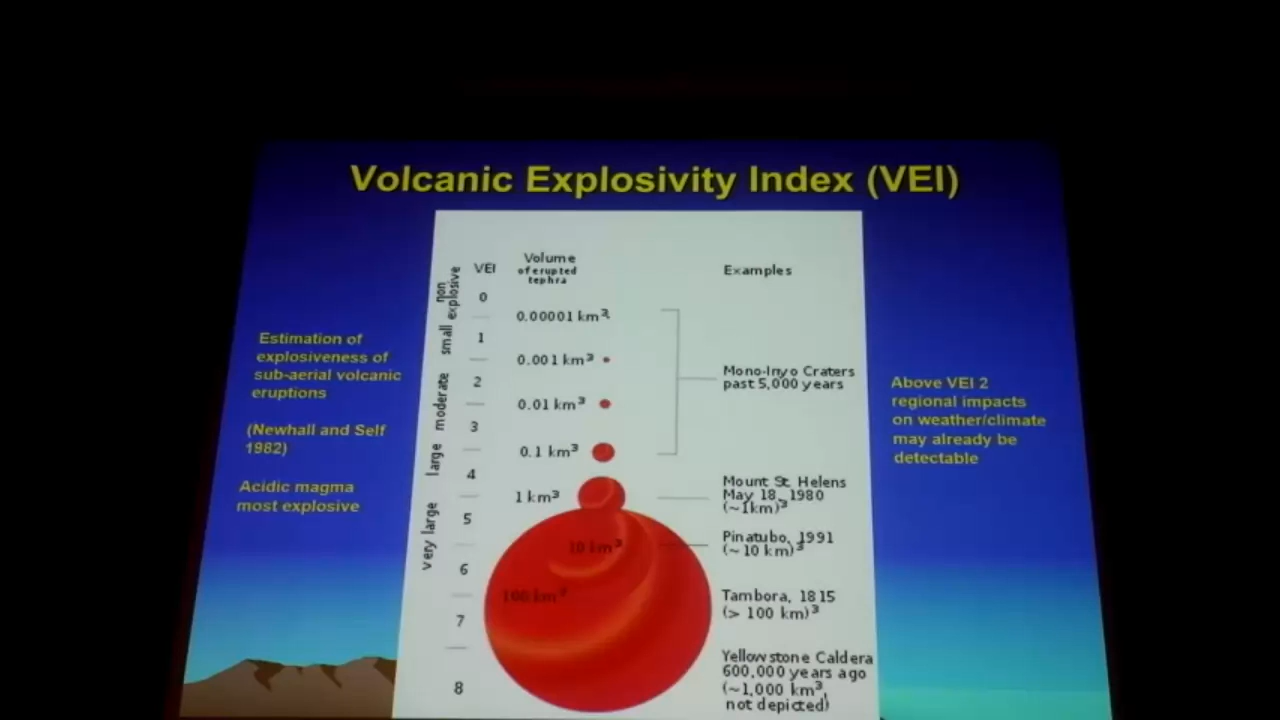 Volcanic Explosivity Index (VEI)
Estimation of
explosiveness of
sub-aerial volcanic
eruptions
(Newhall and Self
1982)
Acidic magma
most explosive
VEI
Volume
of erupted
tephra
Examples
non
explosive
small
moderate
large
very large
0
0.00001 km³
1
0.001 km³
2
0.01 km³
3
0.1 km³
4
1 km³
5
10 km³
6
100 km³
7
8
Mono-Inyo Craters
past 5,000 years
Mount St. Helens
May 18, 1980
(~1km)³
Pinatubo, 1991
(~10 km)³
Tambora, 1815
(> 100 km)³
Yellowstone Caldera
600,000 years ago
(~1,000 km³,
not depicted)
Above VEI 2
regional impacts
on weather/climate
may already be
detectable